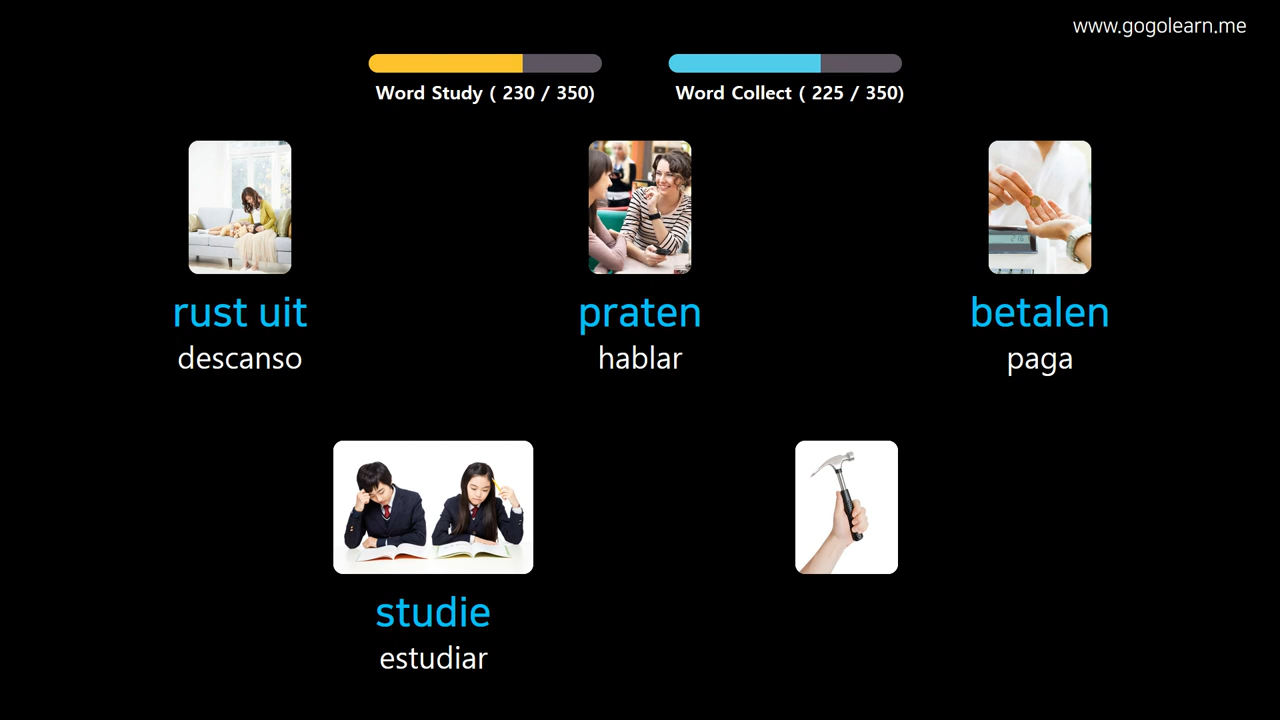 www.gogolearn.me
Word Study ( 230 / 350)
Word Collect ( 225 / 350)
rust uit
descanso
praten
hablar
betalen
paga
studie
estudiar